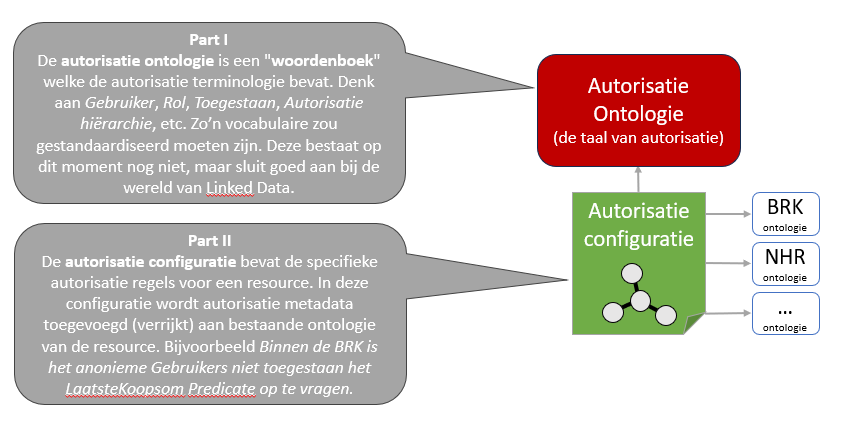 Part I
De autorisatie ontologie is een "woordenboek"
welke de autorisatie terminologie bevat. Denk
aan Gebruiker, Rol, Toegestaan, Autorisatie
hiërarchie, etc. Zo’n vocabulaire zou
gestandaardiseerd moeten zijn. Deze bestaat op
dit moment nog niet, maar sluit goed aan bij de
wereld van Linked Data.
Autorisatie
Ontologie
(de taal van autorisatie)
Part II
De autorisatie configuratie bevat de specifieke
autorisatie regels voor een resource. In deze
configuratie wordt autorisatie metadata
toegevoegd (verrijkt) aan bestaande ontologie
van de resource. Bijvoorbeeld Binnen de BRK is
het anonieme Gebruikers niet toegestaan het
LaatsteKoopsom Predicate op te vragen.
Autorisatie
configuratie
BRK
ontologie
NHR
ontologie
...
ontologie